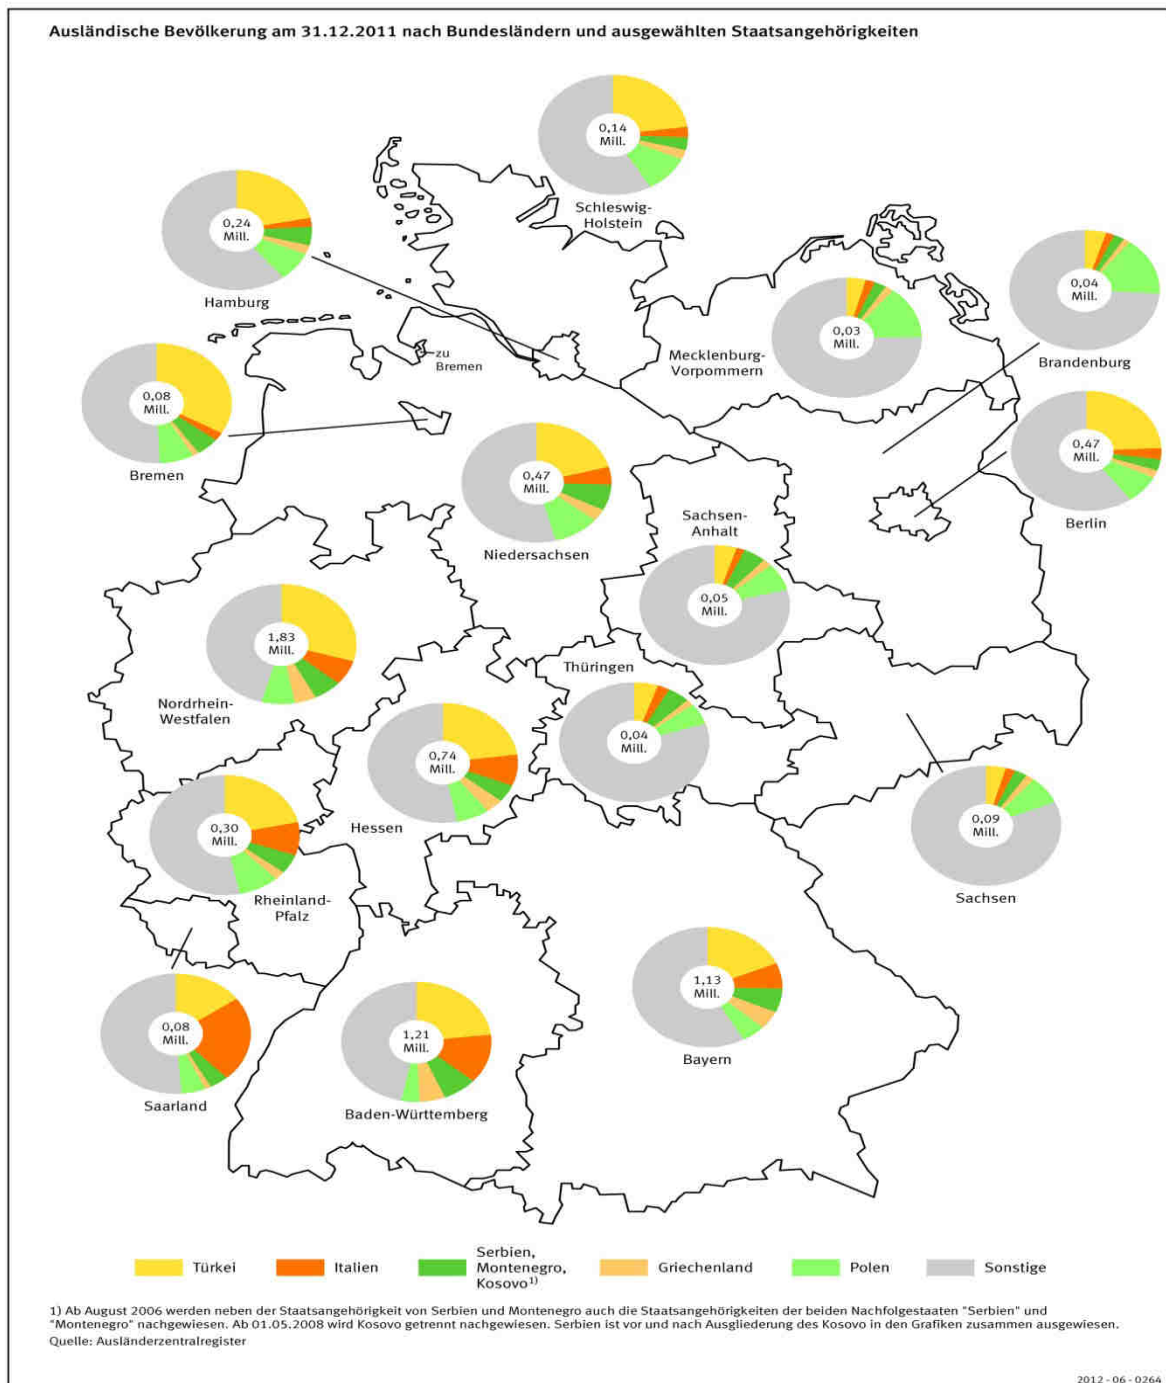 Ausländische Bevölkerung am 31.12.2011 nach Bundesländern und ausgewählten Staatsangehörigkeiten
0,14
Mill.
Schleswig-
Holstein
0,24
Mill.
Hamburg
0,04
Mill.
Brandenburg
0,03
Mill.
Mecklenburg-
Vorpommern
zu
Bremen
0,08
Mill.
Bremen
0,47
Mill.
Berlin
0,47
Mill.
Niedersachsen
Sachsen-
Anhalt
0,05
Mill.
1,83
Mill.
Nordrhein-
Westfalen
Thüringen
0,04
Mill.
0,74
Mill.
Hessen
0,30
Mill.
Rheinland-
Pfalz
0,09
Mill.
Sachsen
0,08
Mill.
Saarland
1,21
Mill.
Baden-Württemberg
1,13
Mill.
Bayern
Türkei
Italien
Serbien,
Montenegro,
Kosovo1)
Griechenland
Polen
Sonstige
1) Ab August 2006 werden neben der Staatsangehörigkeit von Serbien und Montenegro auch die Staatsangehörigkeiten der beiden Nachfolgestaaten "Serbien" und
"Montenegro" nachgewiesen. Ab 01.05.2008 wird Kosovo getrennt nachgewiesen. Serbien ist vor und nach Ausgliederung des Kosovo in den Grafiken zusammen ausgewiesen.
Quelle: Ausländerzentralregister
2012 - 06 - 0264